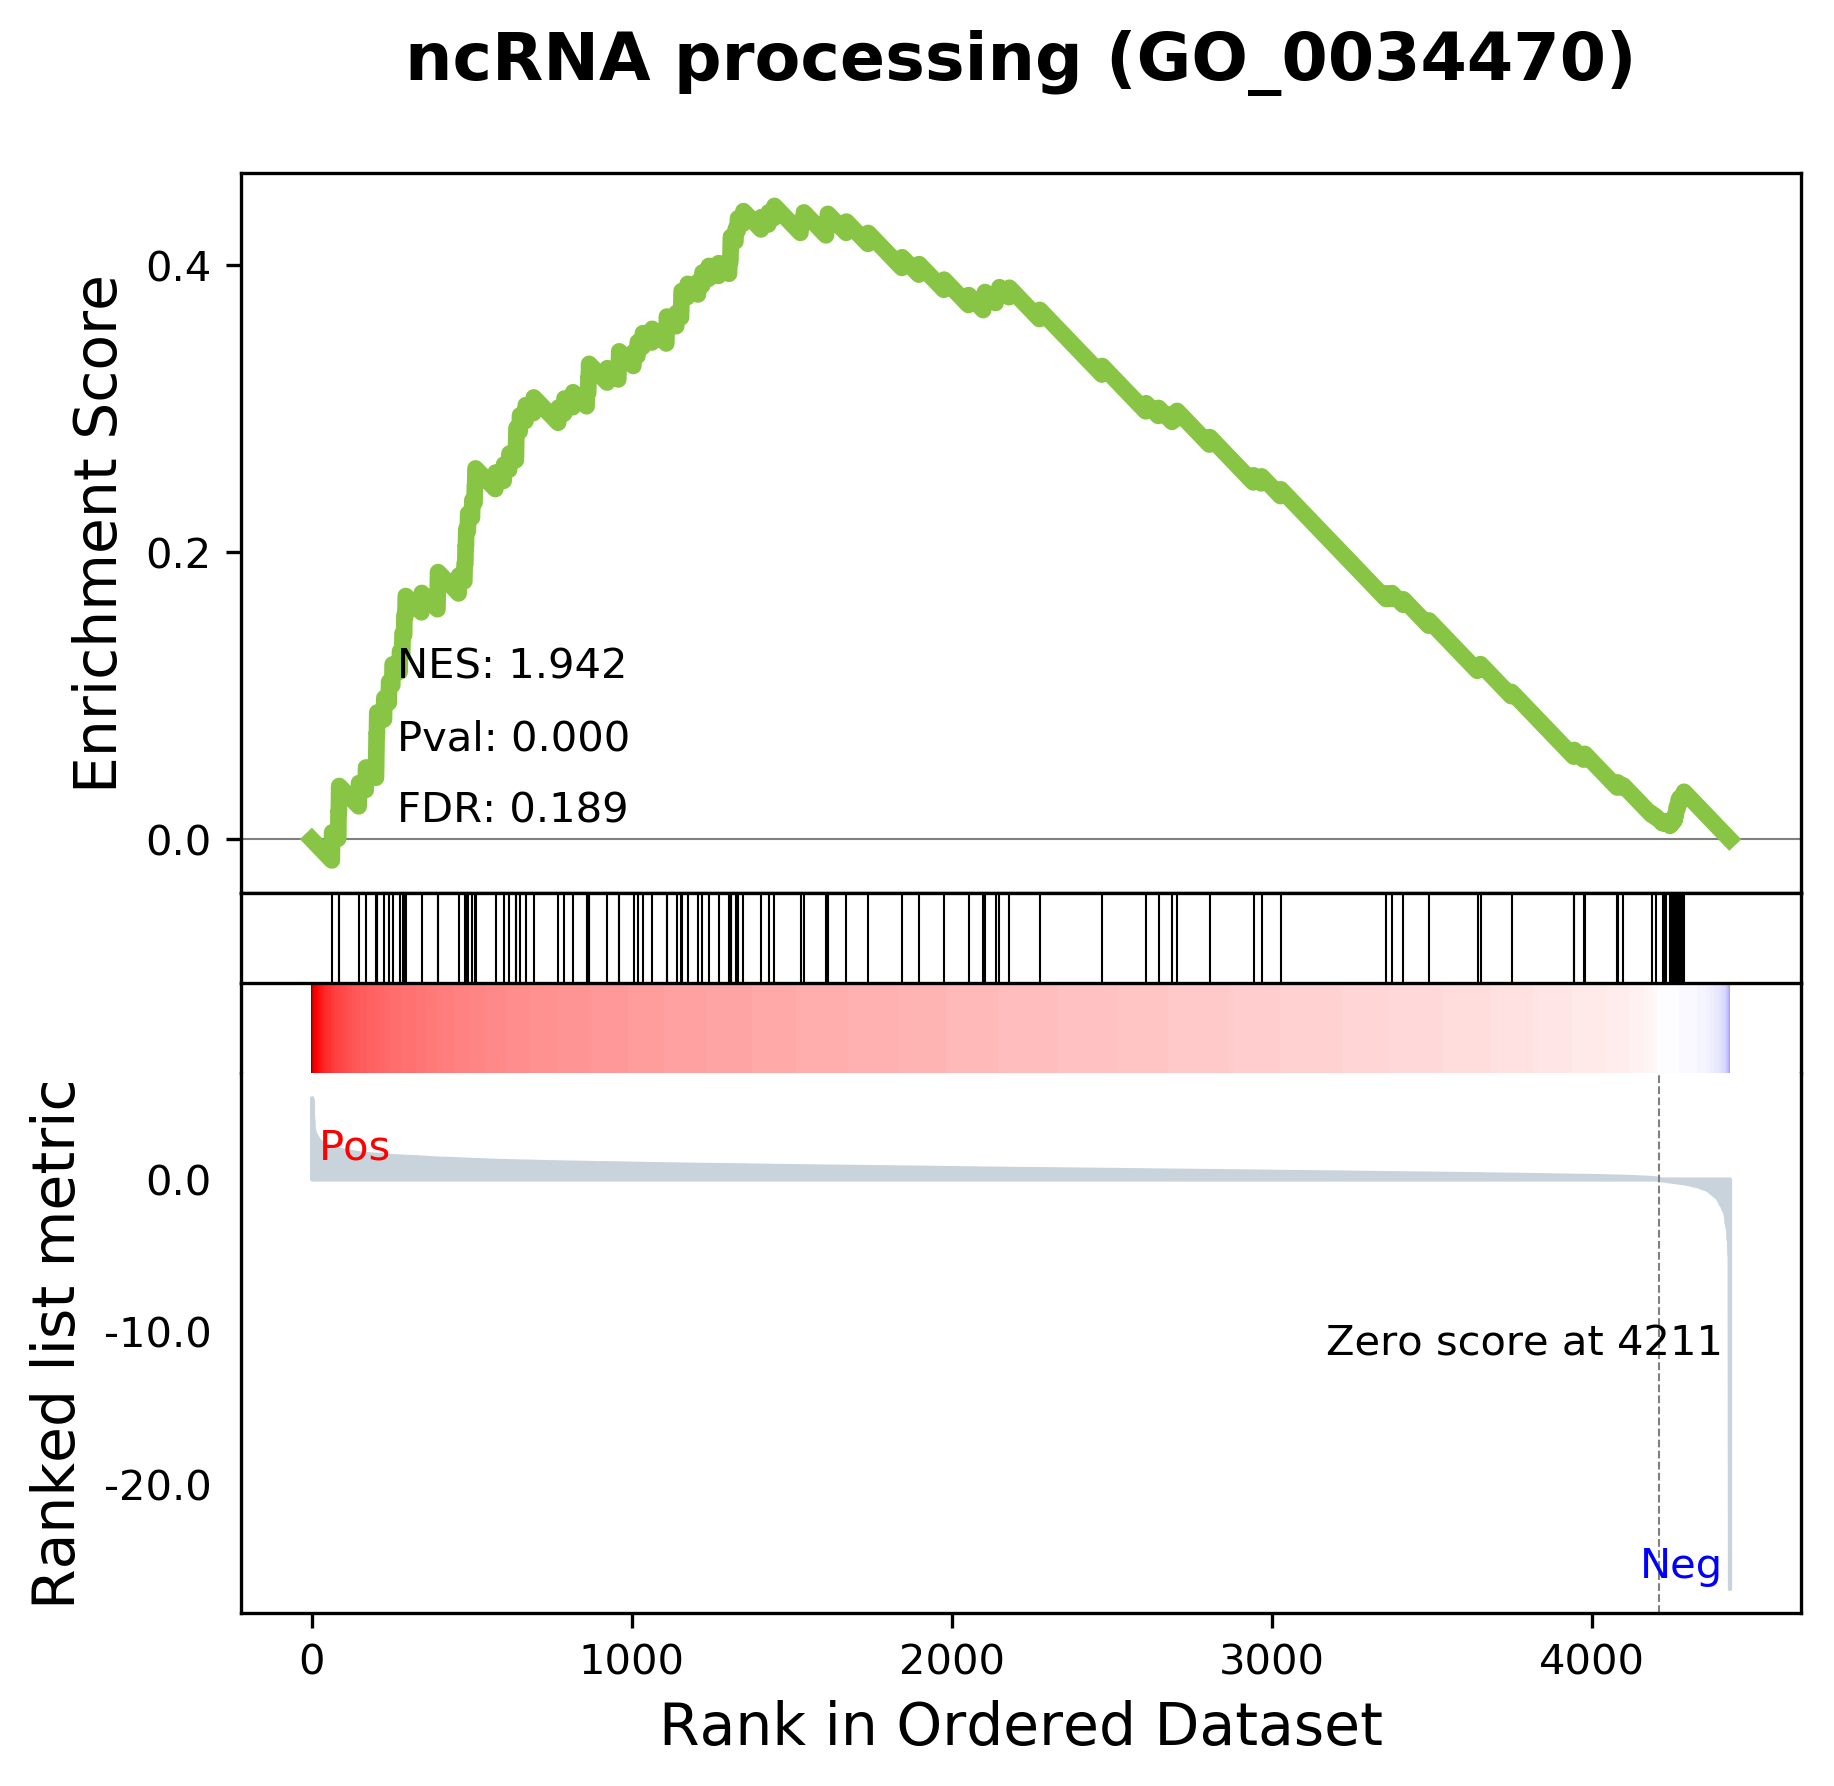 ncRNA processing (GO_0034470)
Enrichment Score
0.4
0.2
0.0
NES: 1.942
Pval: 0.000
FDR: 0.189
Ranked list metric
0.0
-10.0
-20.0
Pos
Zero score at 4211
Neg
0 1000 2000 3000 4000
Rank in Ordered Dataset